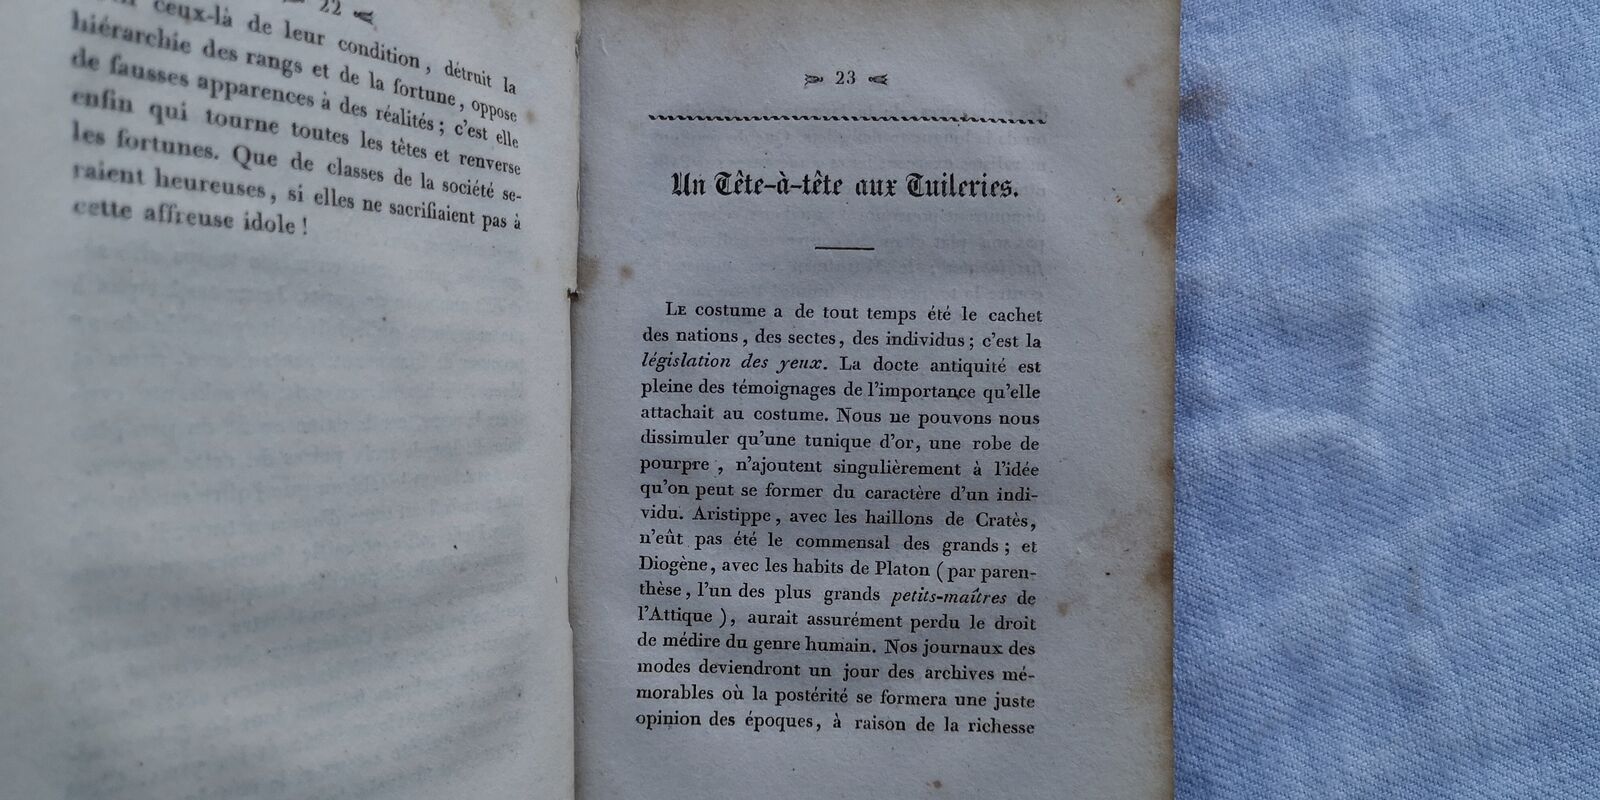 22
ceux-là de leur condition, détruit la
hiérarchie des rangs et de la fortune, oppose
de fausses apparences à des réalités; c'est elle
enfin qui tourne toutes les têtes et renverse
les fortunes. Que de classes de la société se-
raient heureuses, si elles ne sacrifiaient pas à
cette affreuse idole!
23
Un Tête-à-tête aux Tuileries.
LE costume a de tout temps été le cachet
des nations, des sectes, des individus; c'est la
législation des yeux. La docte antiquité est
pleine des témoignages de l'importance qu'elle
attachait au costume. Nous ne pouvons nous
dissimuler qu'une tunique d'or, une robe de
pourpre, n'ajoutent singulièrement à l'idée
qu'on peut se former du caractère d'un indi-
vidu. Aristippe, avec les haillons de Cratès,
n'eût pas été le commensal des grands; et
Diogène, avec les habits de Platon (par paren-
thèse, l'un des plus grands petits-maîtres de
l'Attique), aurait assurément perdu le droit
de médire du genre humain. Nos journaux des
modes deviendront un jour des archives mé-
morables où la postérité se formera une juste
opinion des époques, à raison de la richesse